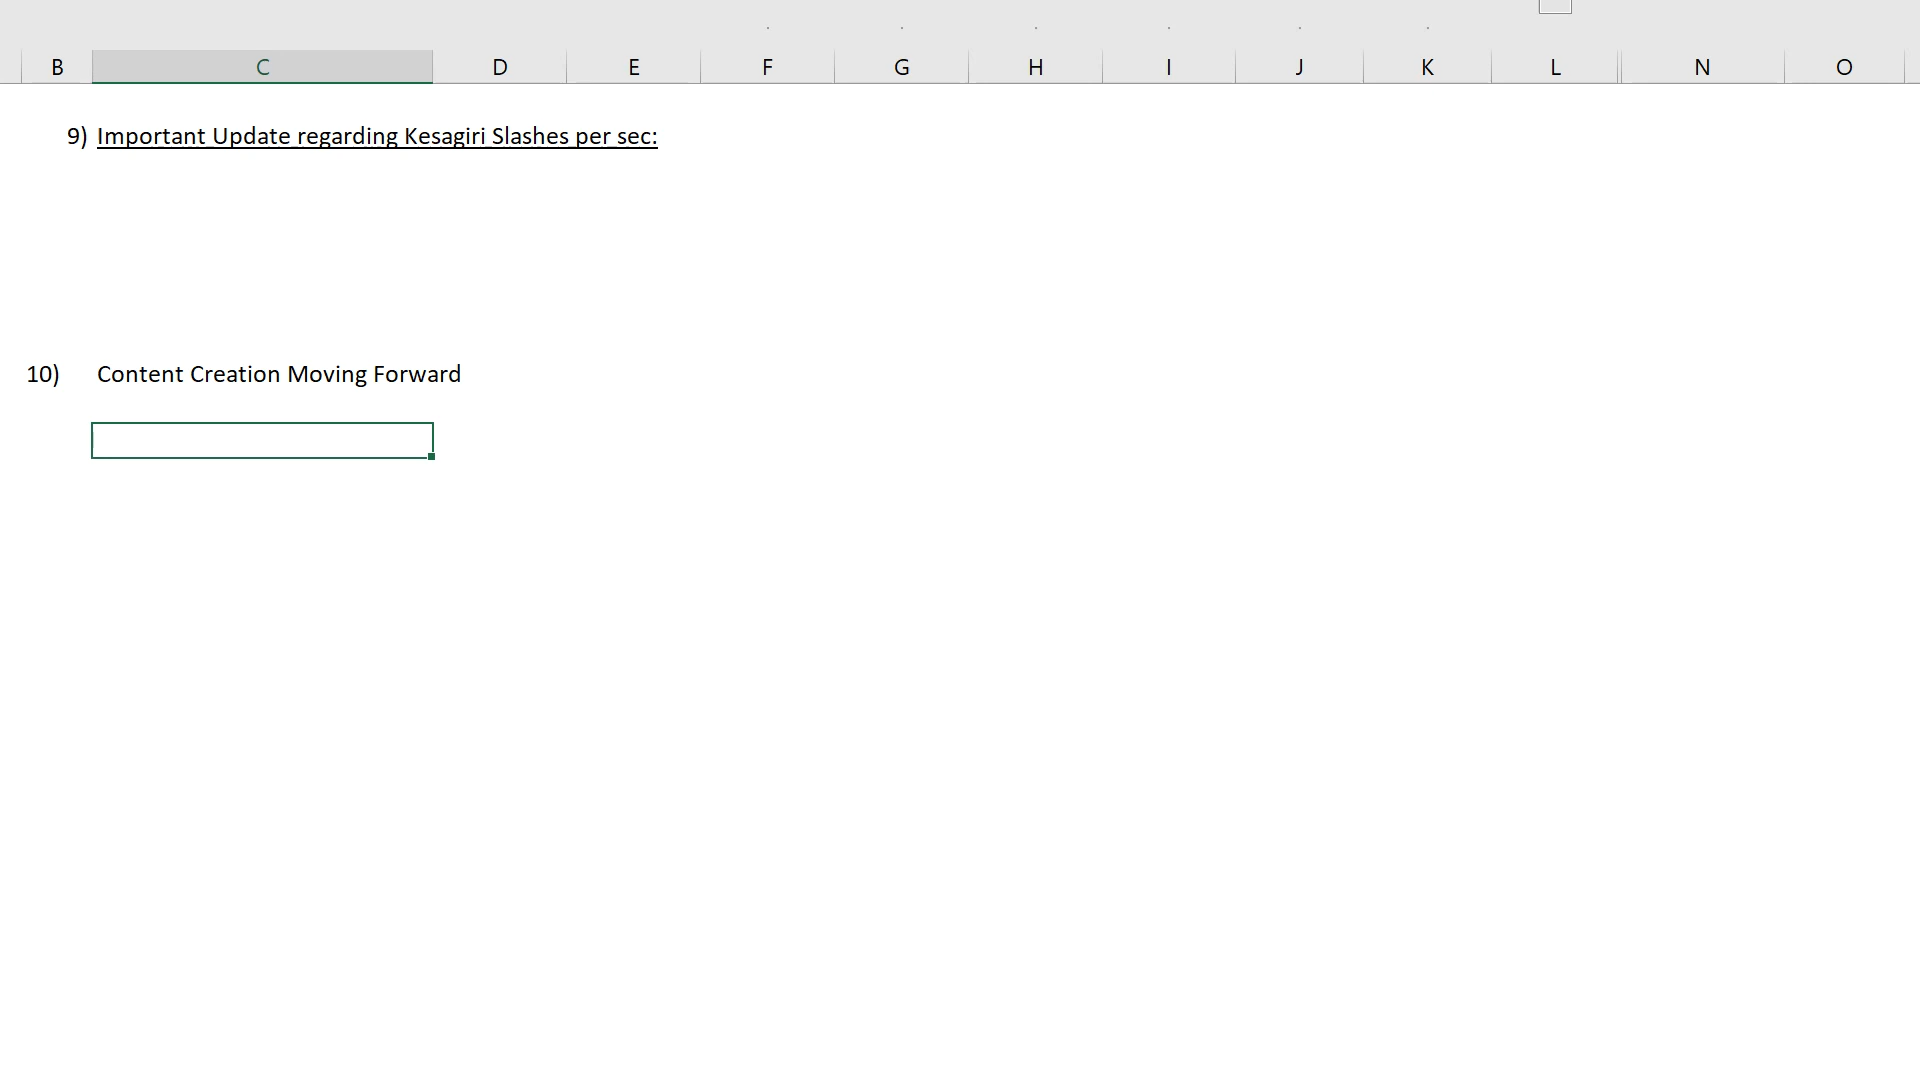 B C D E F G H I J K L N O
9) Important Update regarding Kesagiri Slashes per sec:
10) Content Creation Moving Forward